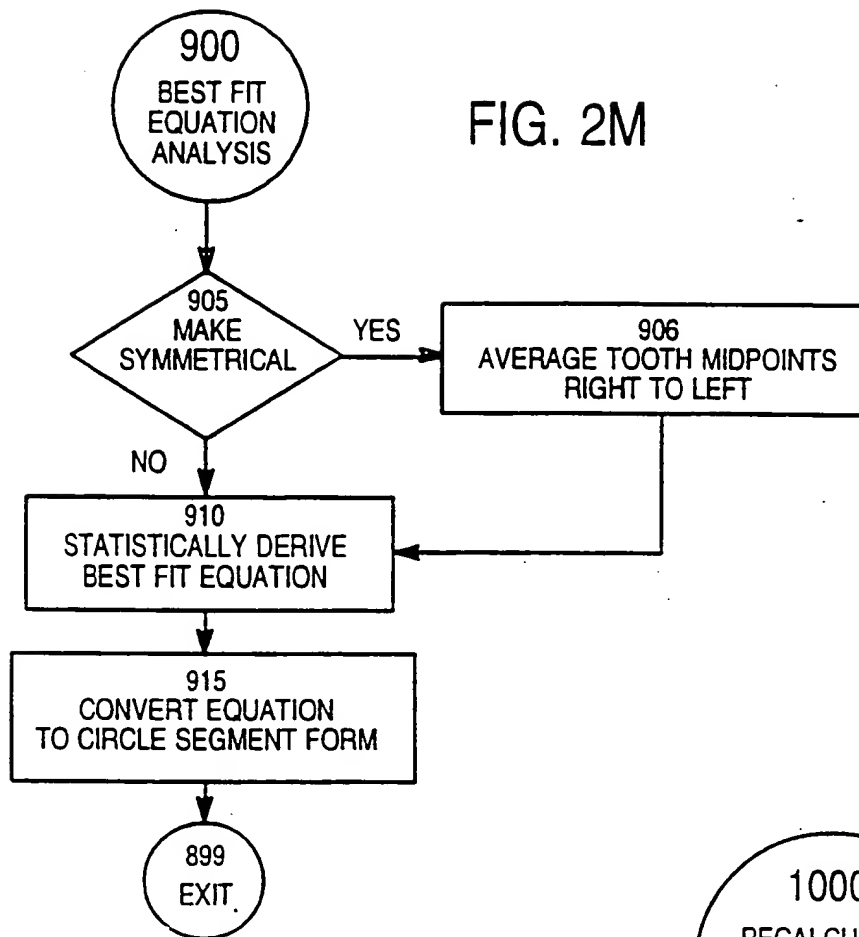 900
BEST FIT
EQUATION
ANALYSIS
FIG. 2M
905
MAKE
SYMMETRICAL
YES
906
AVERAGE TOOTH MIDPOINTS
RIGHT TO LEFT
NO
910
STATISTICALLY DERIVE
BEST FIT EQUATION
915
CONVERT EQUATION
TO CIRCLE SEGMENT FORM
899
EXIT
1000